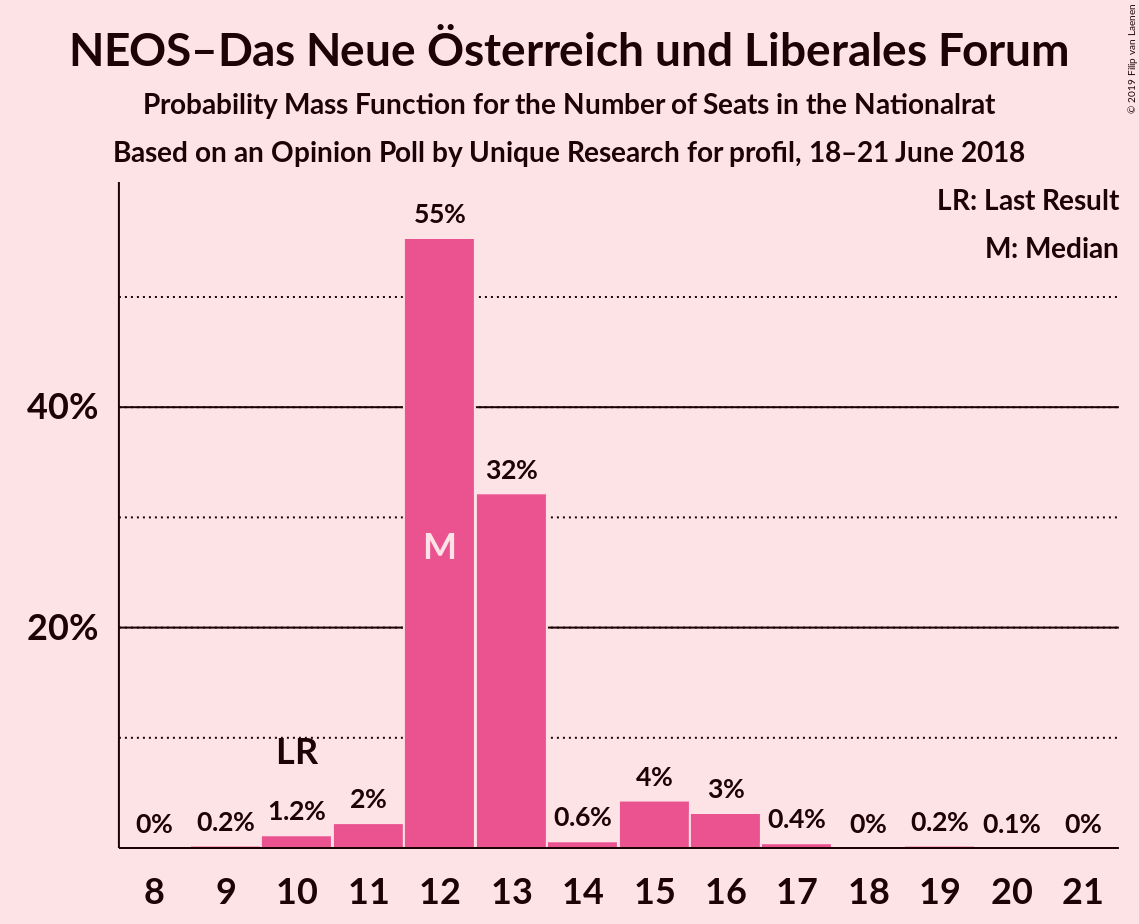 NEOS–Das Neue Österreich und Liberales Forum
Probability Mass Function for the Number of Seats in the Nationalrat
Based on an Opinion Poll by Unique Research for profil, 18–21 June 2018
© 2019 Filip van Laenen
LR: Last Result
M: Median
55%
40%
32%
M
20%
LR
0% 0.2% 1.2% 2% 0.6% 4% 3% 0.4% 0% 0.2% 0.1% 0%
8 9 10 11 12 13 14 15 16 17 18 19 20 21